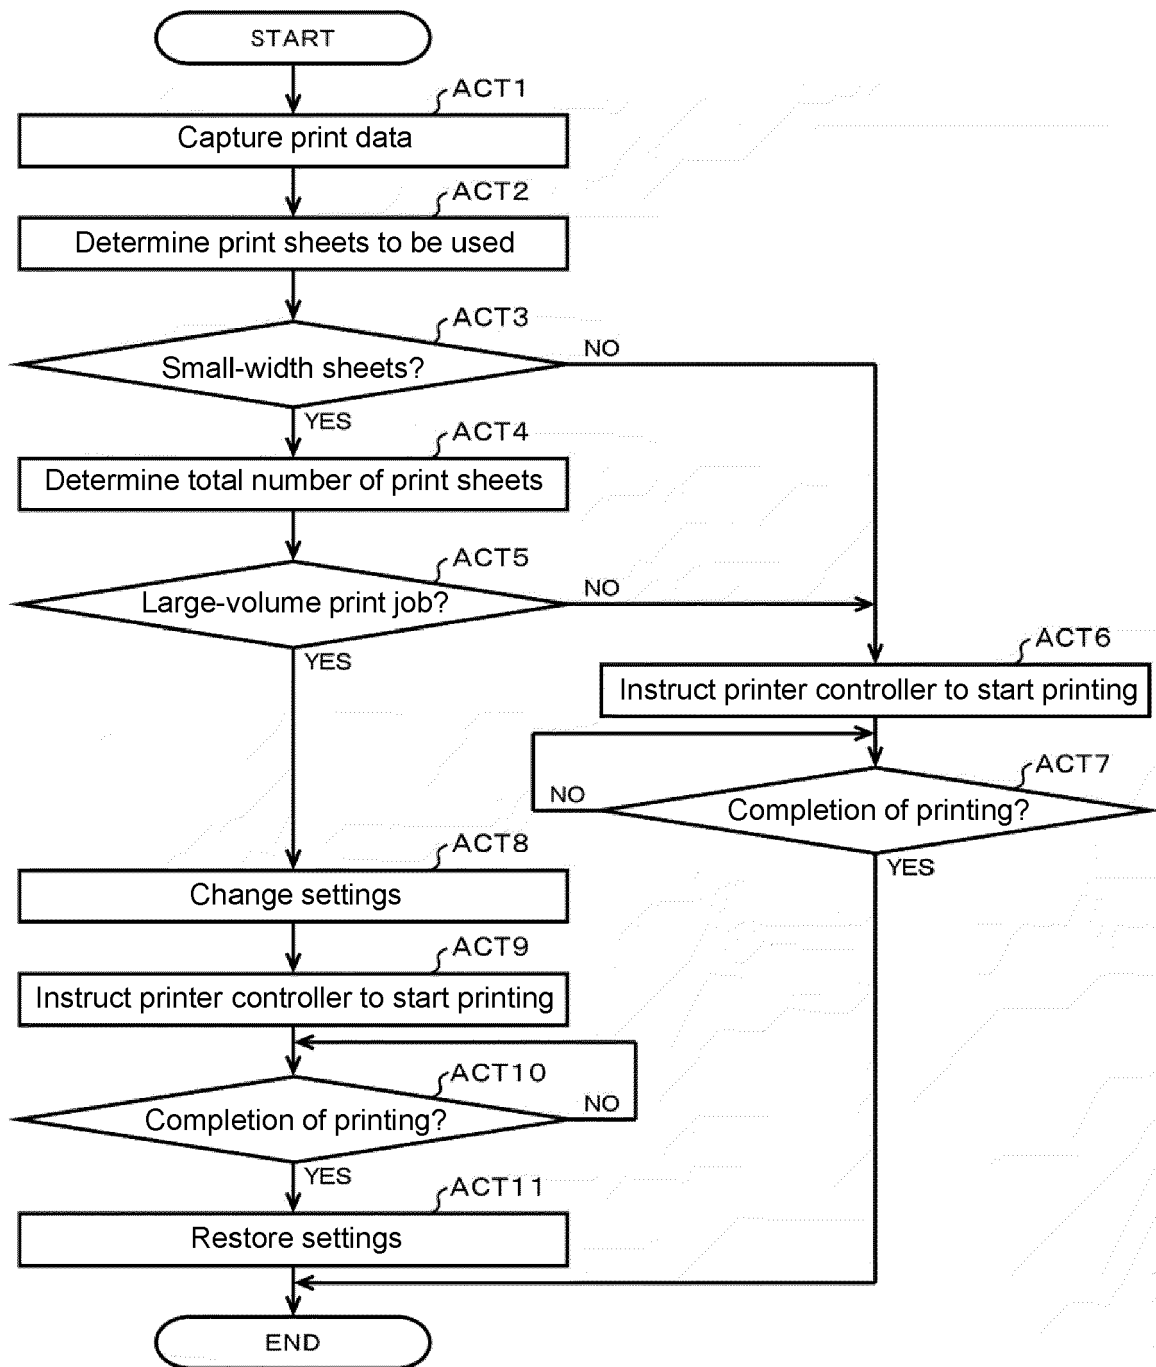 START
ACT1
Capture print data
ACT2
Determine print sheets to be used
ACT3
Small-width sheets?
NO
YES
ACT4
Determine total number of print sheets
ACT5
Large-volume print job?
NO
YES
ACT6
Instruct printer controller to start printing
ACT7
Completion of printing?
NO
YES
ACT8
Change settings
ACT9
Instruct printer controller to start printing
ACT10
Completion of printing?
NO
YES
ACT11
Restore settings
END